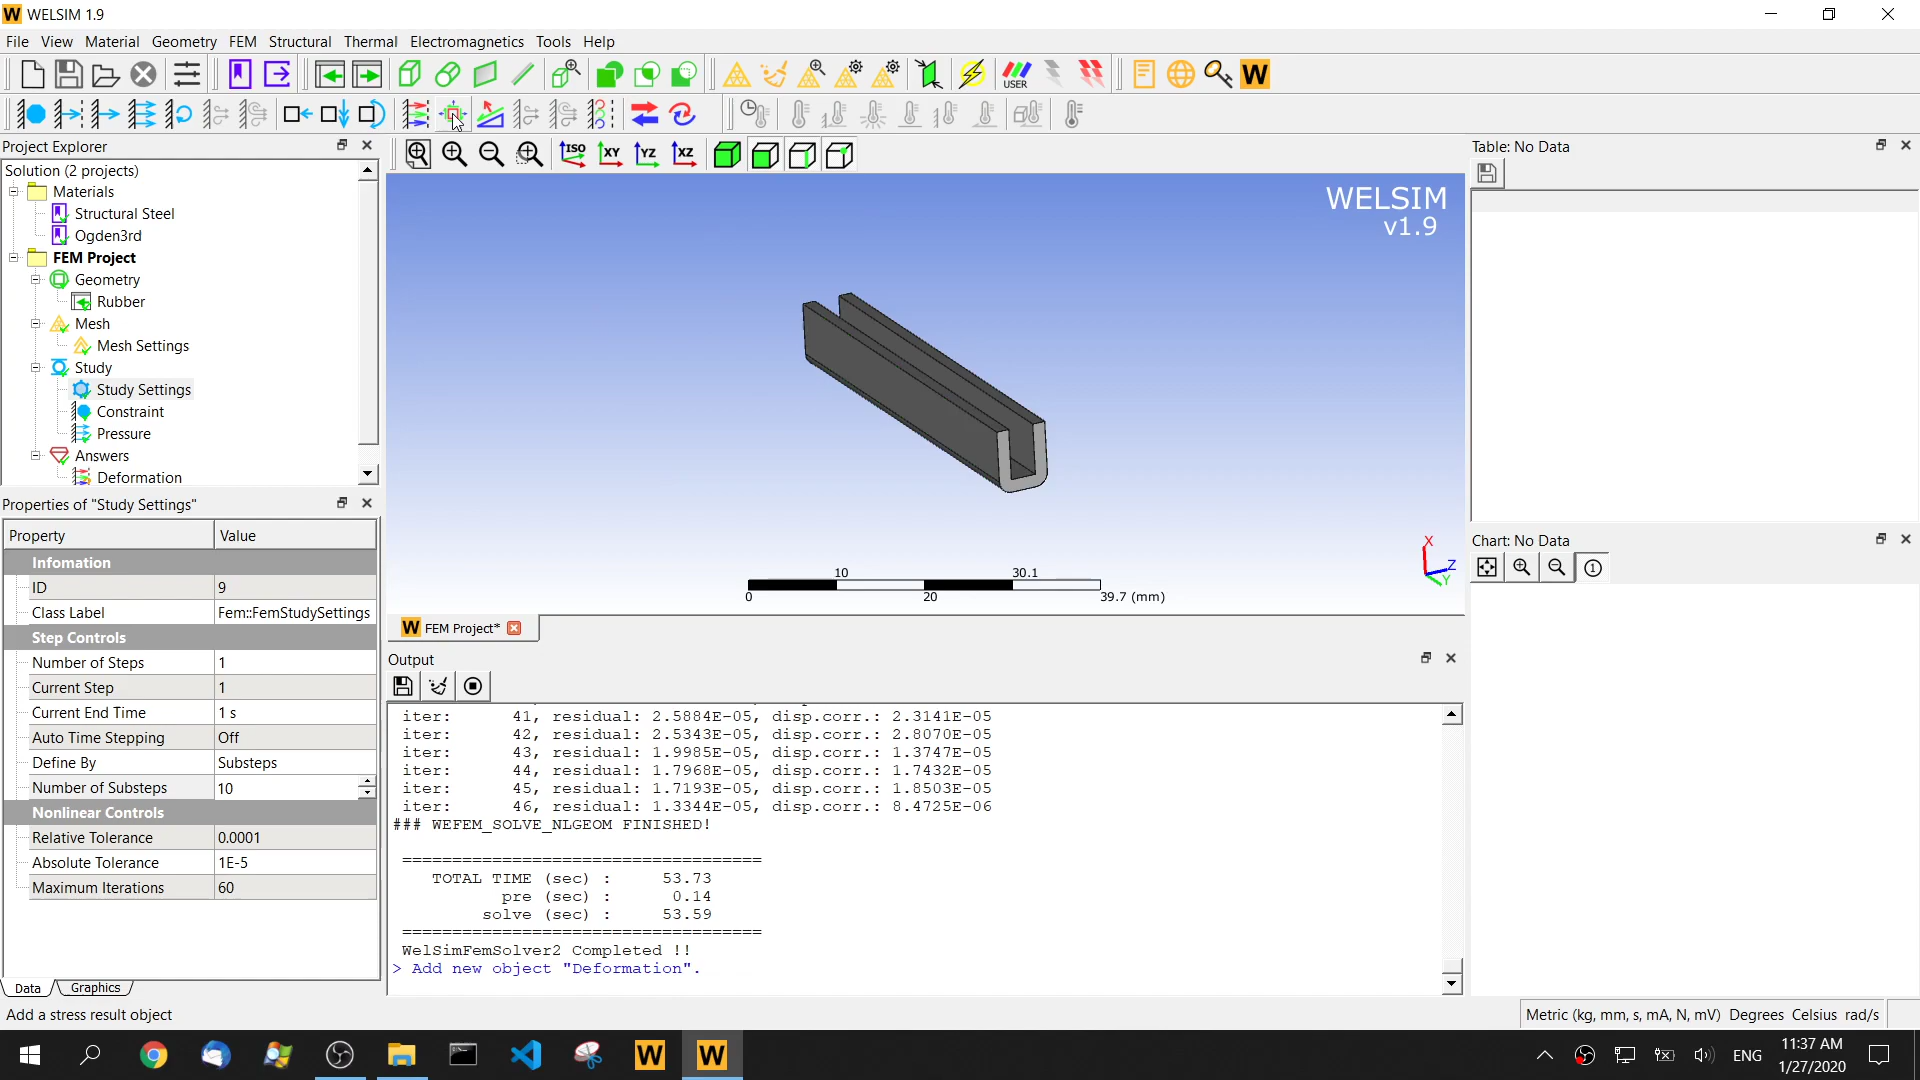 WELSIM 1.9
File View Material Geometry FEM Structural Thermal Electromagnetics Tools Help
USER
W
Project Explorer
ISO XY YZ XZ
Table: No Data
Solution (2 projects)
Materials
Structural Steel
Ogden3rd
FEM Project
Geometry
Rubber
Mesh
Mesh Settings
Study
Study Settings
Constraint
Pressure
Answers
Deformation
WELSIM
v1.9
X
Z
Y
10 30.1
0 20 39.7 (mm)
Properties of "Study Settings"
Property Value
Infomation
ID 9
Class Label Fem::FemStudySettings
Step Controls
Number of Steps 1
Current Step 1
Current End Time 1 s
Auto Time Stepping Off
Define By Substeps
Number of Substeps 10
Nonlinear Controls
Relative Tolerance 0.0001
Absolute Tolerance 1E-5
Maximum Iterations 60
Data Graphics
Chart: No Data
W FEM Project*
Output
iter: 41, residual: 2.5884E-05, disp.corr.: 2.3141E-05
iter: 42, residual: 2.5343E-05, disp.corr.: 2.8070E-05
iter: 43, residual: 1.9985E-05, disp.corr.: 1.3747E-05
iter: 44, residual: 1.7968E-05, disp.corr.: 1.7432E-05
iter: 45, residual: 1.7193E-05, disp.corr.: 1.8503E-05
iter: 46, residual: 1.3344E-05, disp.corr.: 8.4725E-06
### WEFEM_SOLVE_NLGEOM FINISHED!
====================================
TOTAL TIME (sec) : 53.73
pre (sec) : 0.14
solve (sec) : 53.59
====================================
WelSimFemSolver2 Completed !!
> Add new object "Deformation".
Add a stress result object
Metric (kg, mm, s, mA, N, mV) Degrees Celsius rad/s
W W
ENG
11:37 AM
1/27/2020